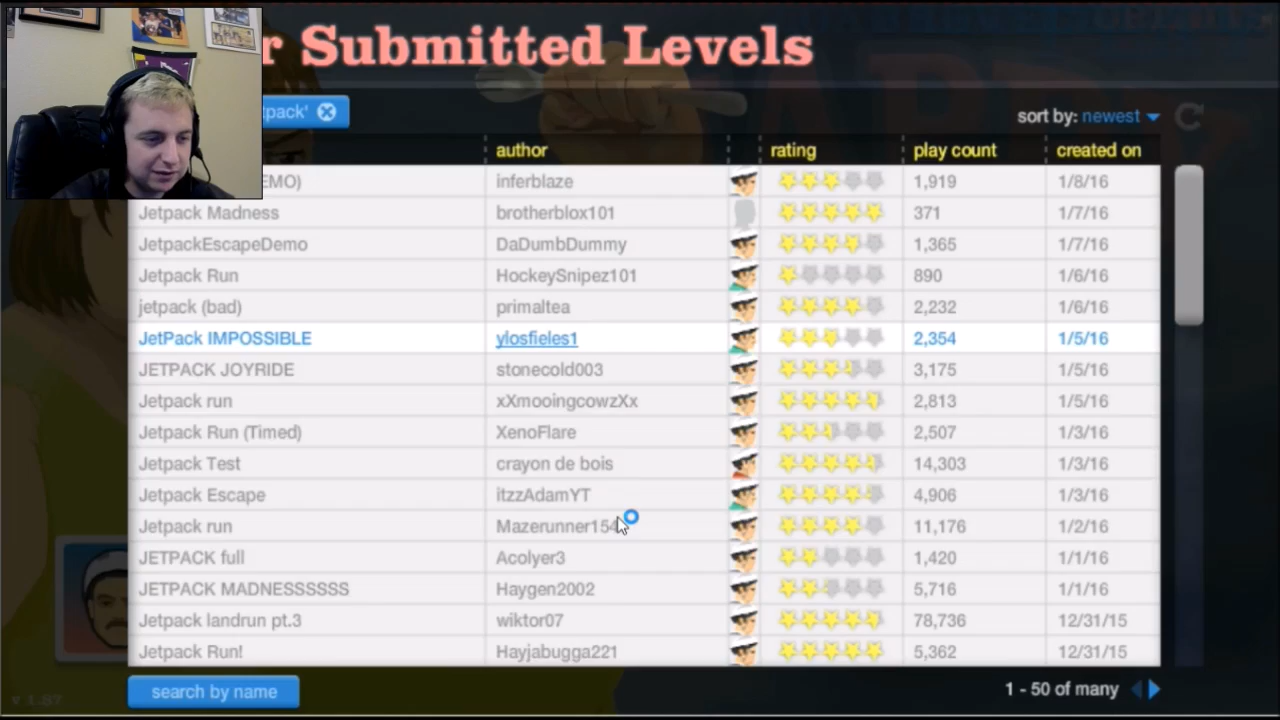 r Submitted Levels
tpack'
sort by: newest
author rating play count created on
EMO) inferblaze 1,919 1/8/16
Jetpack Madness brotherblox101 371 1/7/16
JetpackEscapeDemo DaDumbDummy 1,365 1/7/16
Jetpack Run HockeySnipez101 890 1/6/16
jetpack (bad) primaltea 2,232 1/6/16
JetPack IMPOSSIBLE ylosfieles1 2,354 1/5/16
JETPACK JOYRIDE stonecold003 3,175 1/5/16
Jetpack run xXmooingcowzXx 2,813 1/5/16
Jetpack Run (Timed) XenoFlare 2,507 1/3/16
Jetpack Test crayon de bois 14,303 1/3/16
Jetpack Escape itzzAdamYT 4,906 1/3/16
Jetpack run Mazerunner154 11,176 1/2/16
JETPACK full Acolyer3 1,420 1/1/16
JETPACK MADNESSSSSS Haygen2002 5,716 1/1/16
Jetpack landrun pt.3 wiktor07 78,736 12/31/15
Jetpack Run! Hayjabugga221 5,362 12/31/15
search by name 1 - 50 of many
v 1.87